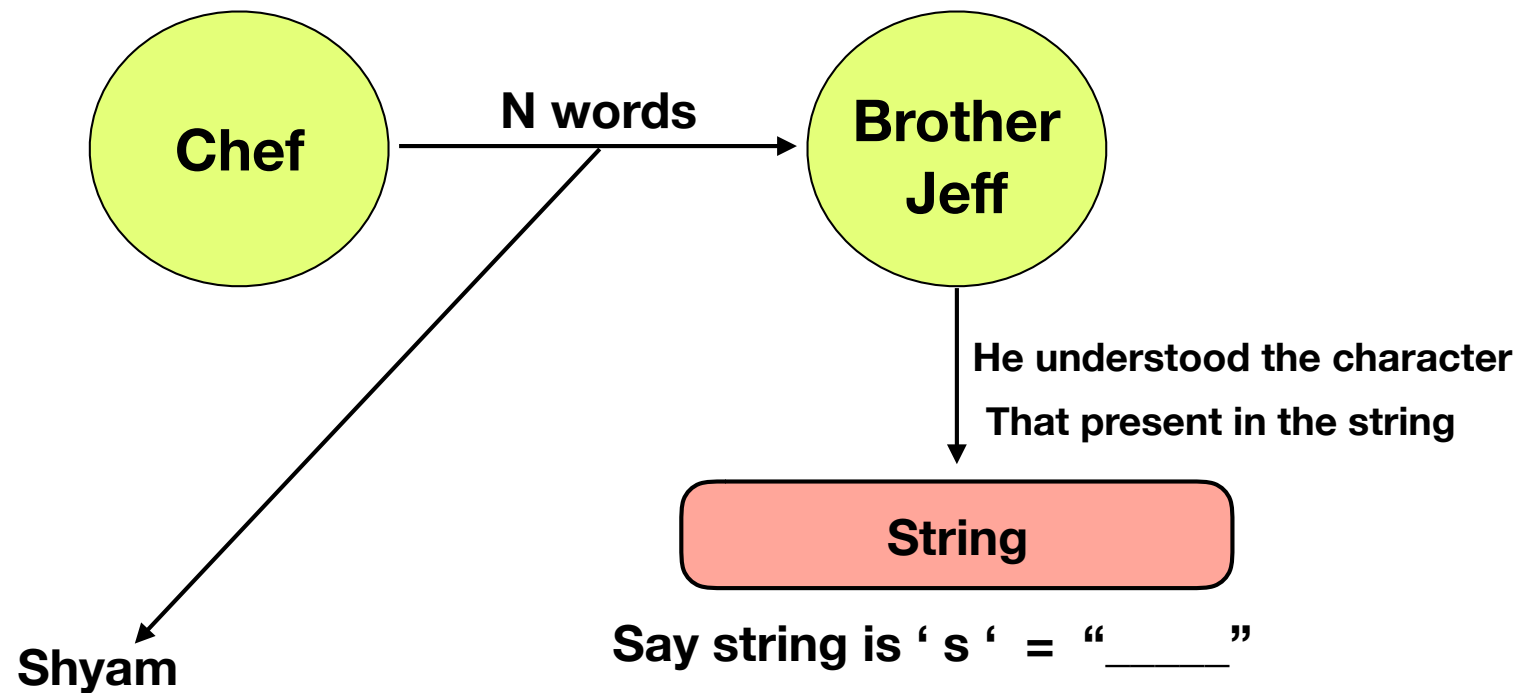 Chef
N words
Brother
Jeff
He understood the character
That present in the string
String
Say string is ‘ s ‘ = “_____”
Shyam